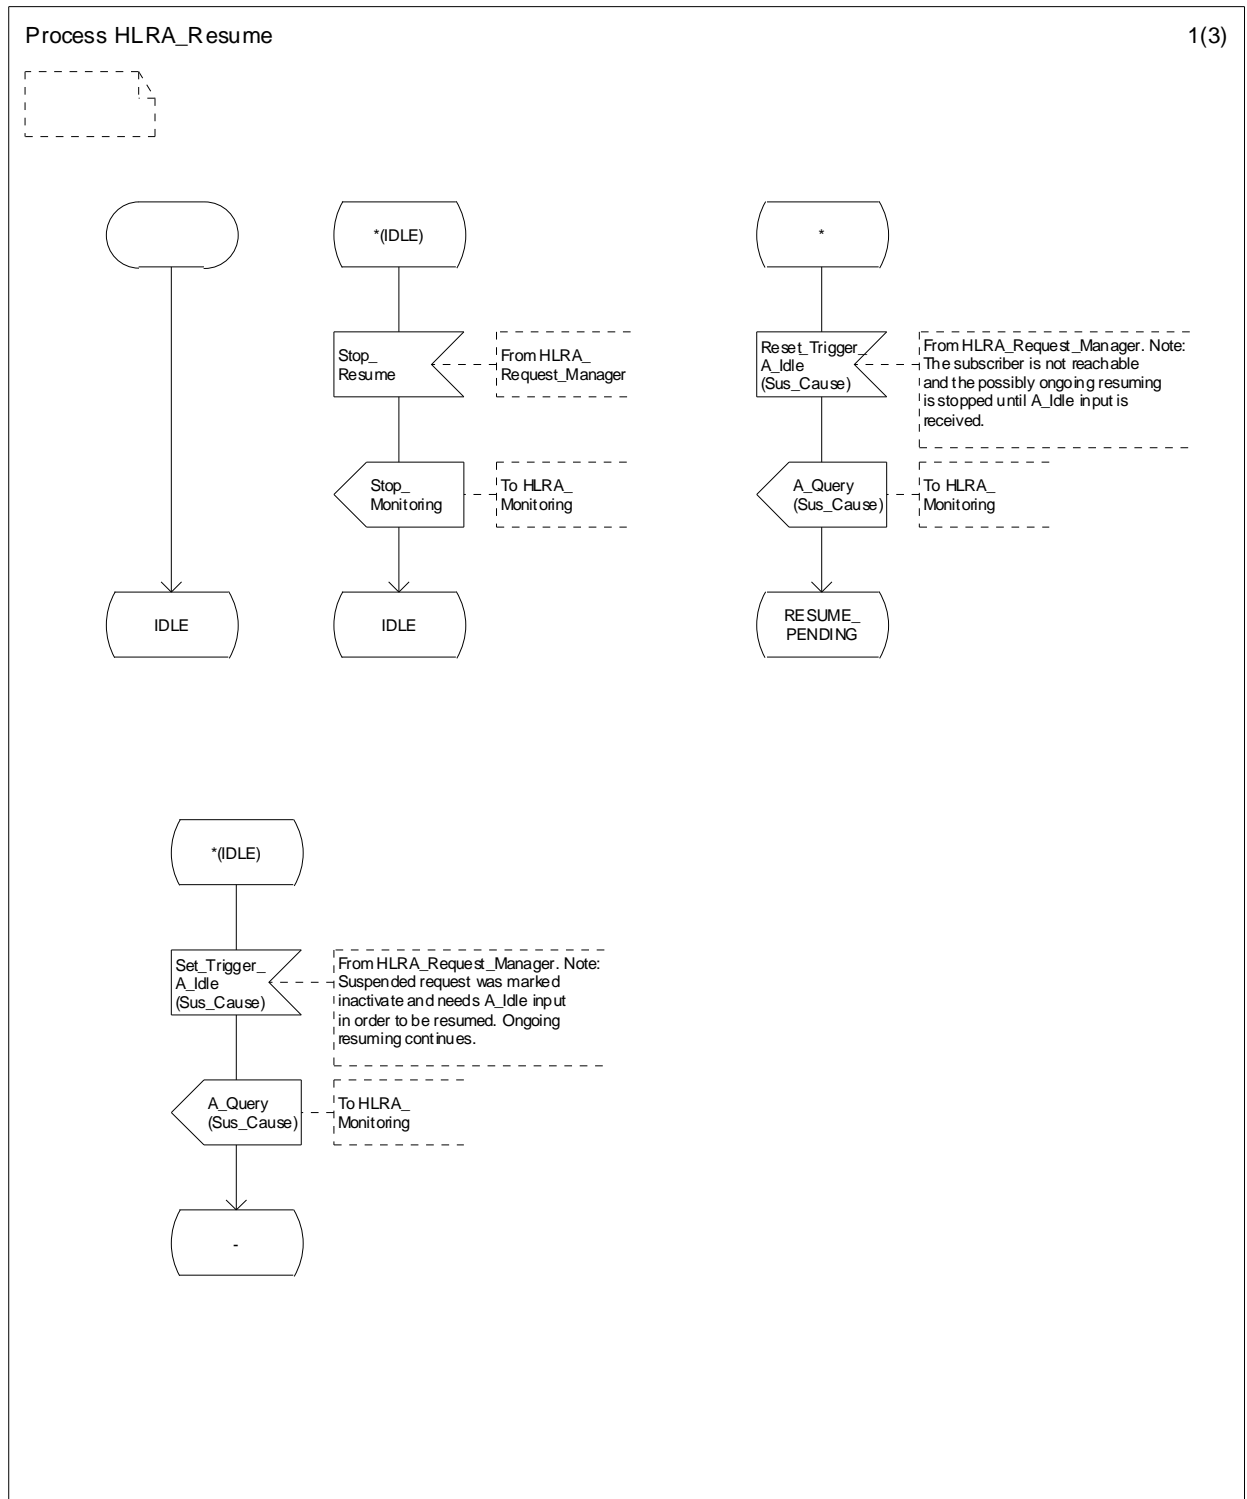 Process HLRA_Resume
1(3)
*(IDLE)
*
Stop_
Resume
From HLRA_
Request_Manager
Reset_Trigger_
A_Idle
(Sus_Cause)
From HLRA_Request_Manager. Note:
The subscriber is not reachable
and the possibly ongoing resuming
is stopped until A_Idle input is
received.
Stop_
Monitoring
To HLRA_
Monitoring
A_Query
(Sus_Cause)
To HLRA_
Monitoring
IDLE
IDLE
RESUME_
PENDING
*(IDLE)
Set_Trigger_
A_Idle
(Sus_Cause)
From HLRA_Request_Manager. Note:
Suspended request was marked
inactivate and needs A_Idle input
in order to be resumed. Ongoing
resuming continues.
A_Query
(Sus_Cause)
To HLRA_
Monitoring
-